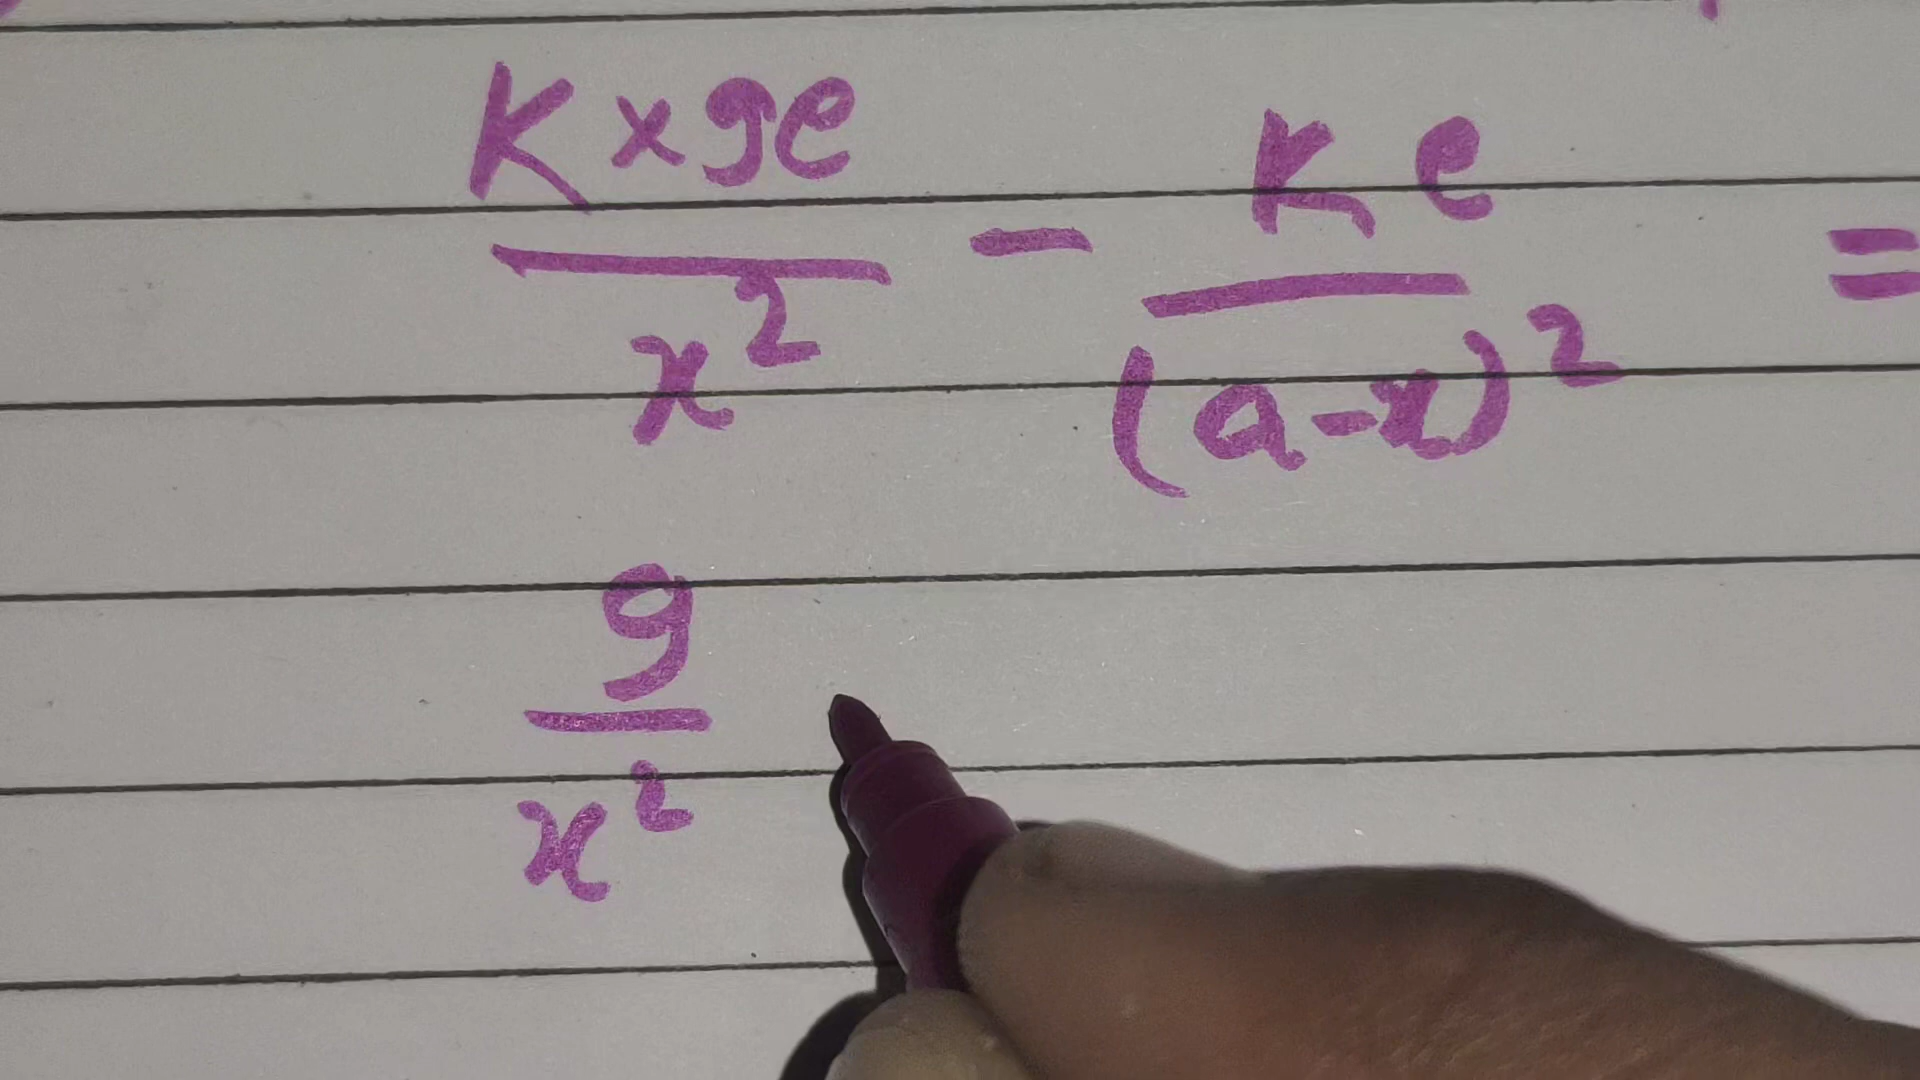 K×9e/x² − Ke/(a−x)² =
9/x²